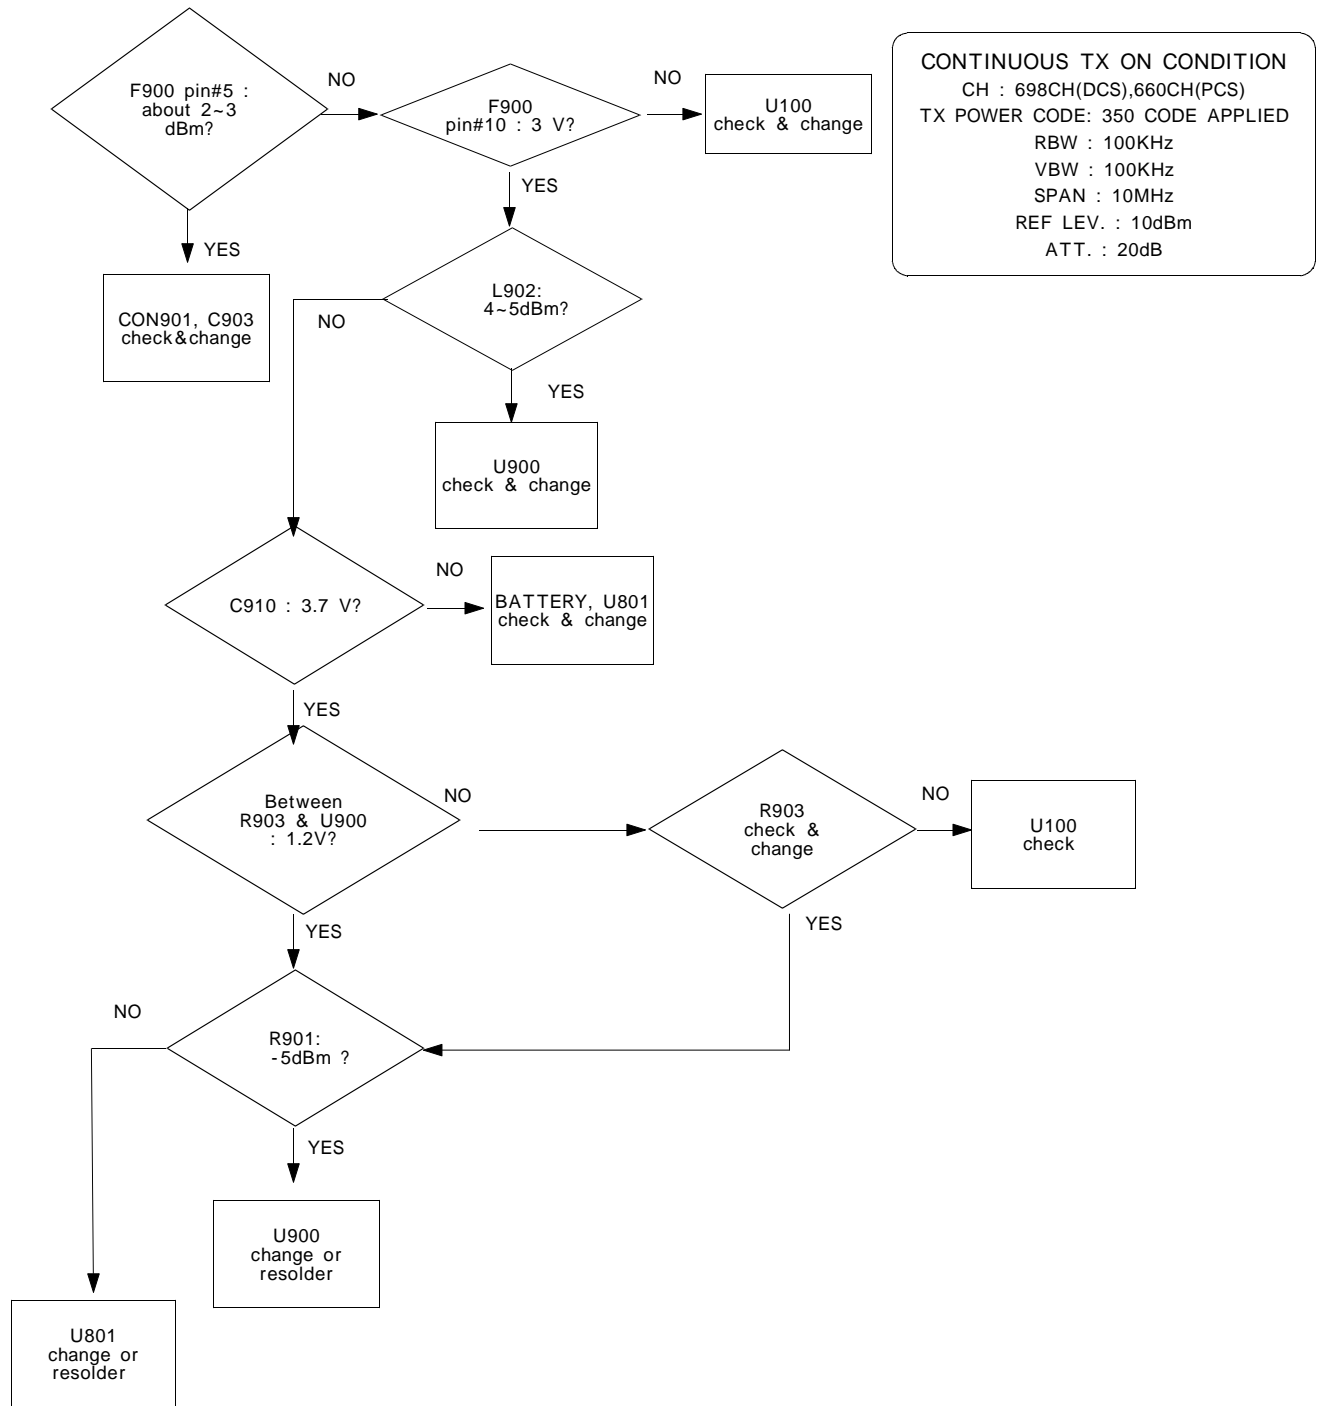 F900 pin#5 :
about 2~3
dBm?
NO
F900
pin#10 : 3 V?
NO
U100
check & change
CONTINUOUS TX ON CONDITION
CH : 698CH(DCS),660CH(PCS)
TX POWER CODE: 350 CODE APPLIED
RBW : 100KHz
VBW : 100KHz
SPAN : 10MHz
REF LEV. : 10dBm
ATT. : 20dB
YES
YES
CON901, C903
check&change
L902:
4~5dBm?
NO
YES
U900
check & change
C910 : 3.7 V?
NO
BATTERY, U801
check & change
YES
Between
R903 & U900
: 1.2V?
NO
R903
check &
change
NO
U100
check
YES
YES
NO
R901:
-5dBm ?
YES
U900
change or
resolder
U801
change or
resolder